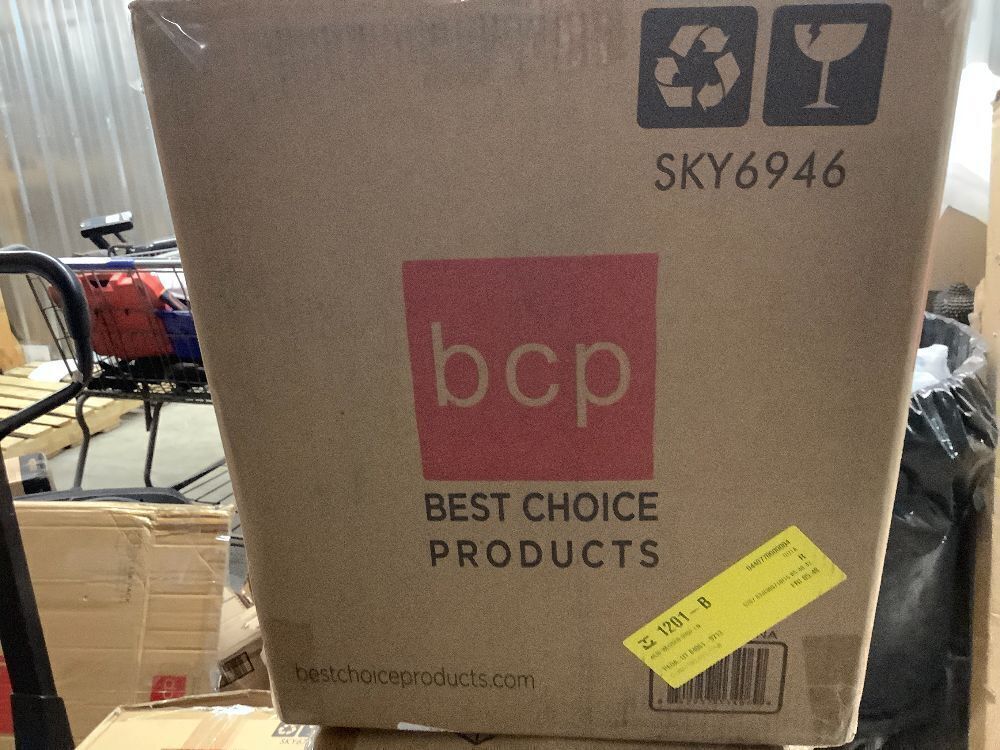 SKY6946
bcp
BEST CHOICE
PRODUCTS
1201 - B
bestchoiceproducts.com